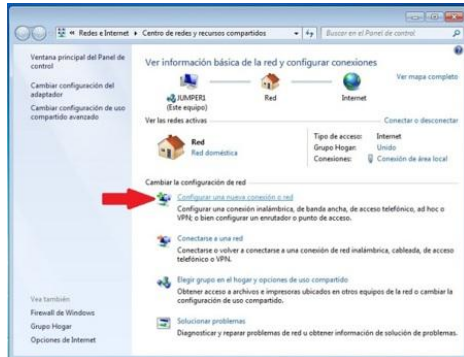 « Redes e Internet ▸ Centro de redes y recursos compartidos
Buscar en el Panel de control
Ventana principal del Panel de
control
Cambiar configuración del
adaptador
Cambiar configuración de uso
compartido avanzado
Ver información básica de la red y configurar conexiones
Ver mapa completo
JUMPER1
(Este equipo)
Red
Internet
Ver las redes activas
Conectar o desconectar
Red
Red doméstica
Tipo de acceso: Internet
Grupo Hogar: Unido
Conexiones: Conexión de área local
Cambiar la configuración de red
Configurar una nueva conexión o red
Configurar una conexión inalámbrica, de banda ancha, de acceso telefónico, ad hoc o
VPN; o bien configurar un enrutador o punto de acceso.
Conectarse a una red
Conectarse o volver a conectarse a una conexión de red inalámbrica, cableada, de acceso
telefónico o VPN.
Elegir grupo en el hogar y opciones de uso compartido
Obtener acceso a archivos e impresoras ubicados en otros equipos de la red o cambiar la
configuración de uso compartido.
Solucionar problemas
Diagnosticar y reparar problemas de red u obtener información de solución de problemas.
Vea también
Firewall de Windows
Grupo Hogar
Opciones de Internet